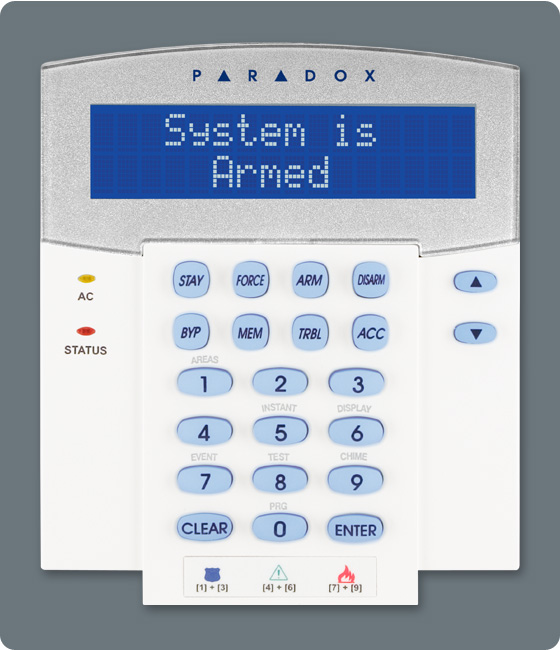 PARADOX
System is
Armed
AC
STATUS
STAY FORCE ARM DISARM
▲
BYP MEM TRBL ACC
▼
AREAS
1 2 3
INSTANT DISPLAY
4 5 6
EVENT TEST CHIME
7 8 9
PRG
CLEAR 0 ENTER
[1] + [3] [4] + [6] [7] + [9]